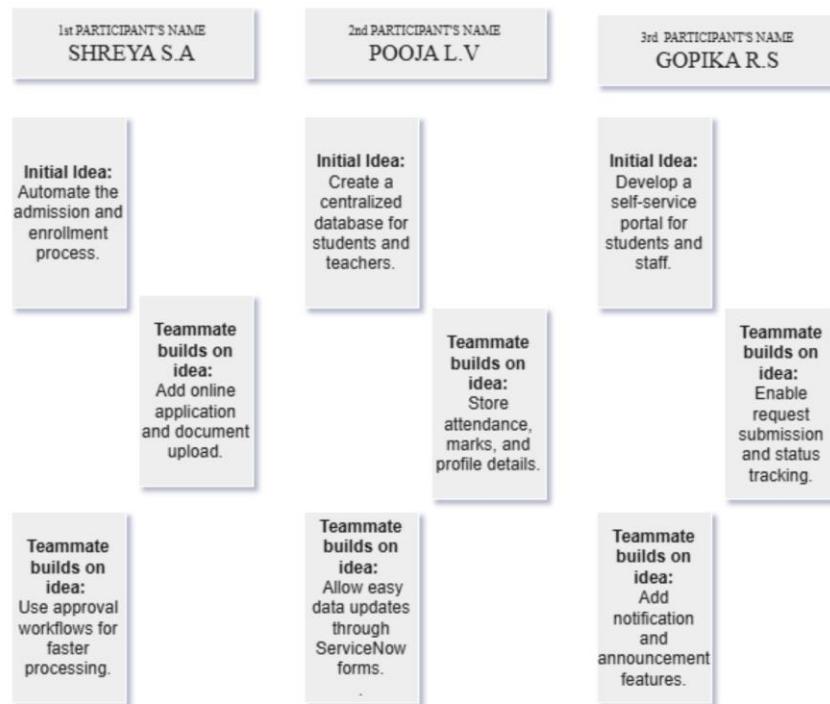 1st PARTICIPANT'S NAME
SHREYA S.A
2nd PARTICIPANT'S NAME
POOJA L.V
3rd PARTICIPANT'S NAME
GOPIKA R.S
Initial Idea:
Automate the
admission and
enrollment
process.
Initial Idea:
Create a
centralized
database for
students and
teachers.
Initial Idea:
Develop a
self-service
portal for
students and
staff.
Teammate
builds on
idea:
Add online
application
and document
upload.
Teammate
builds on
idea:
Store
attendance,
marks, and
profile details.
Teammate
builds on
idea:
Enable
request
submission
and status
tracking.
Teammate
builds on
idea:
Use approval
workflows for
faster
processing.
Teammate
builds on
idea:
Allow easy
data updates
through
ServiceNow
forms.
.
Teammate
builds on
idea:
Add
notification
and
announcement
features.